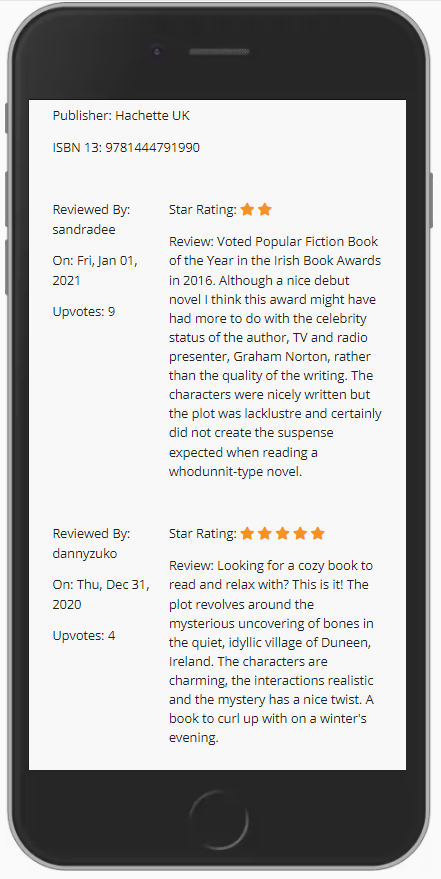 Publisher: Hachette UK
ISBN 13: 9781444791990
Reviewed By:
sandradee
On: Fri, Jan 01,
2021
Upvotes: 9
Star Rating:
Review: Voted Popular Fiction Book
of the Year in the Irish Book Awards
in 2016. Although a nice debut
novel I think this award might have
had more to do with the celebrity
status of the author, TV and radio
presenter, Graham Norton, rather
than the quality of the writing. The
characters were nicely written but
the plot was lacklustre and certainly
did not create the suspense
expected when reading a
whodunnit-type novel.
Reviewed By:
dannyzuko
On: Thu, Dec 31,
2020
Upvotes: 4
Star Rating:
Review: Looking for a cozy book to
read and relax with? This is it! The
plot revolves around the
mysterious uncovering of bones in
the quiet, idyllic village of Duneen,
Ireland. The characters are
charming, the interactions realistic
and the mystery has a nice twist. A
book to curl up with on a winter's
evening.